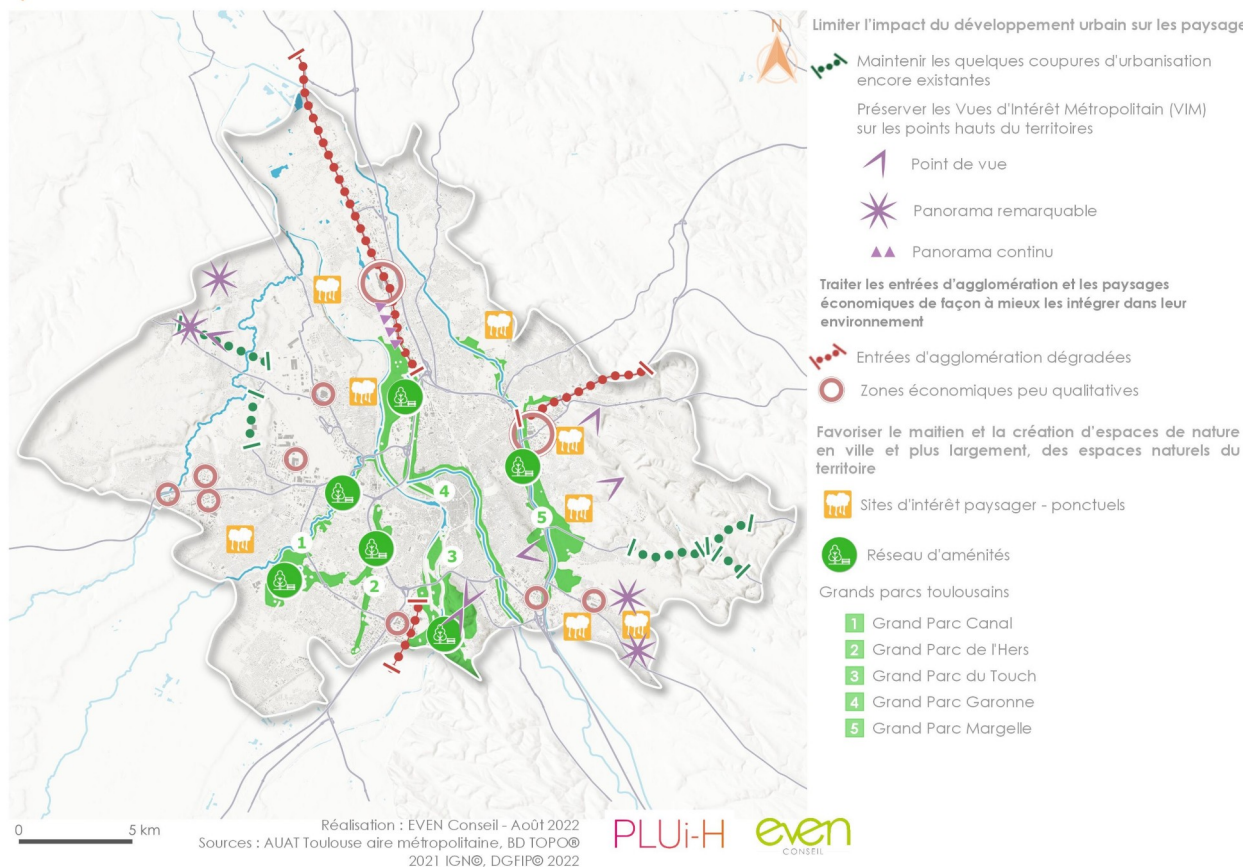 Limiter l'impact du développement urbain sur les paysage
Maintenir les quelques coupures d'urbanisation
encore existantes
Préserver les Vues d'Intérêt Métropolitain (VIM)
sur les points hauts du territoires
Point de vue
Panorama remarquable
Panorama continu
Traiter les entrées d'agglomération et les paysages
économiques de façon à mieux les intégrer dans leur
environnement
Entrées d'agglomération dégradées
Zones économiques peu qualitatives
Favoriser le maitien et la création d'espaces de nature
en ville et plus largement, des espaces naturels du
territoire
Sites d'intérêt paysager - ponctuels
Réseau d'aménités
Grands parcs toulousains
1 Grand Parc Canal
2 Grand Parc de l'Hers
3 Grand Parc du Touch
4 Grand Parc Garonne
5 Grand Parc Margelle
N
4
5
1
3
2
0 5 km
Réalisation : EVEN Conseil - Août 2022
Sources : AUAT Toulouse aire métropolitaine, BD TOPO®
2021 IGN©, DGFIP© 2022
PLUi-H
even
CONSEIL